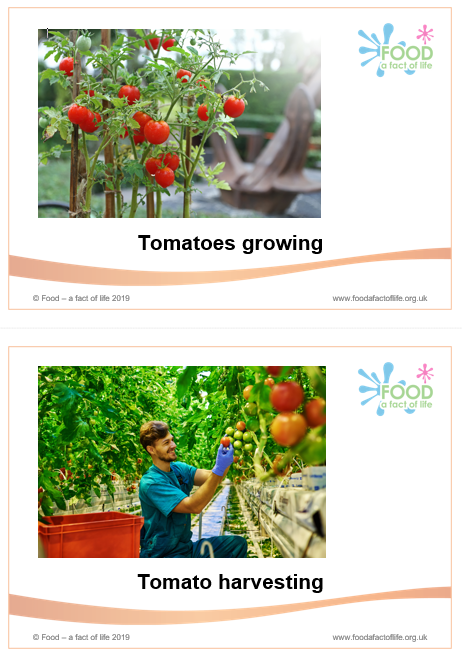 FOOD
a fact of life
Tomatoes growing
© Food – a fact of life 2019
www.foodafactoflife.org.uk
FOOD
a fact of life
Tomato harvesting
© Food – a fact of life 2019
www.foodafactoflife.org.uk